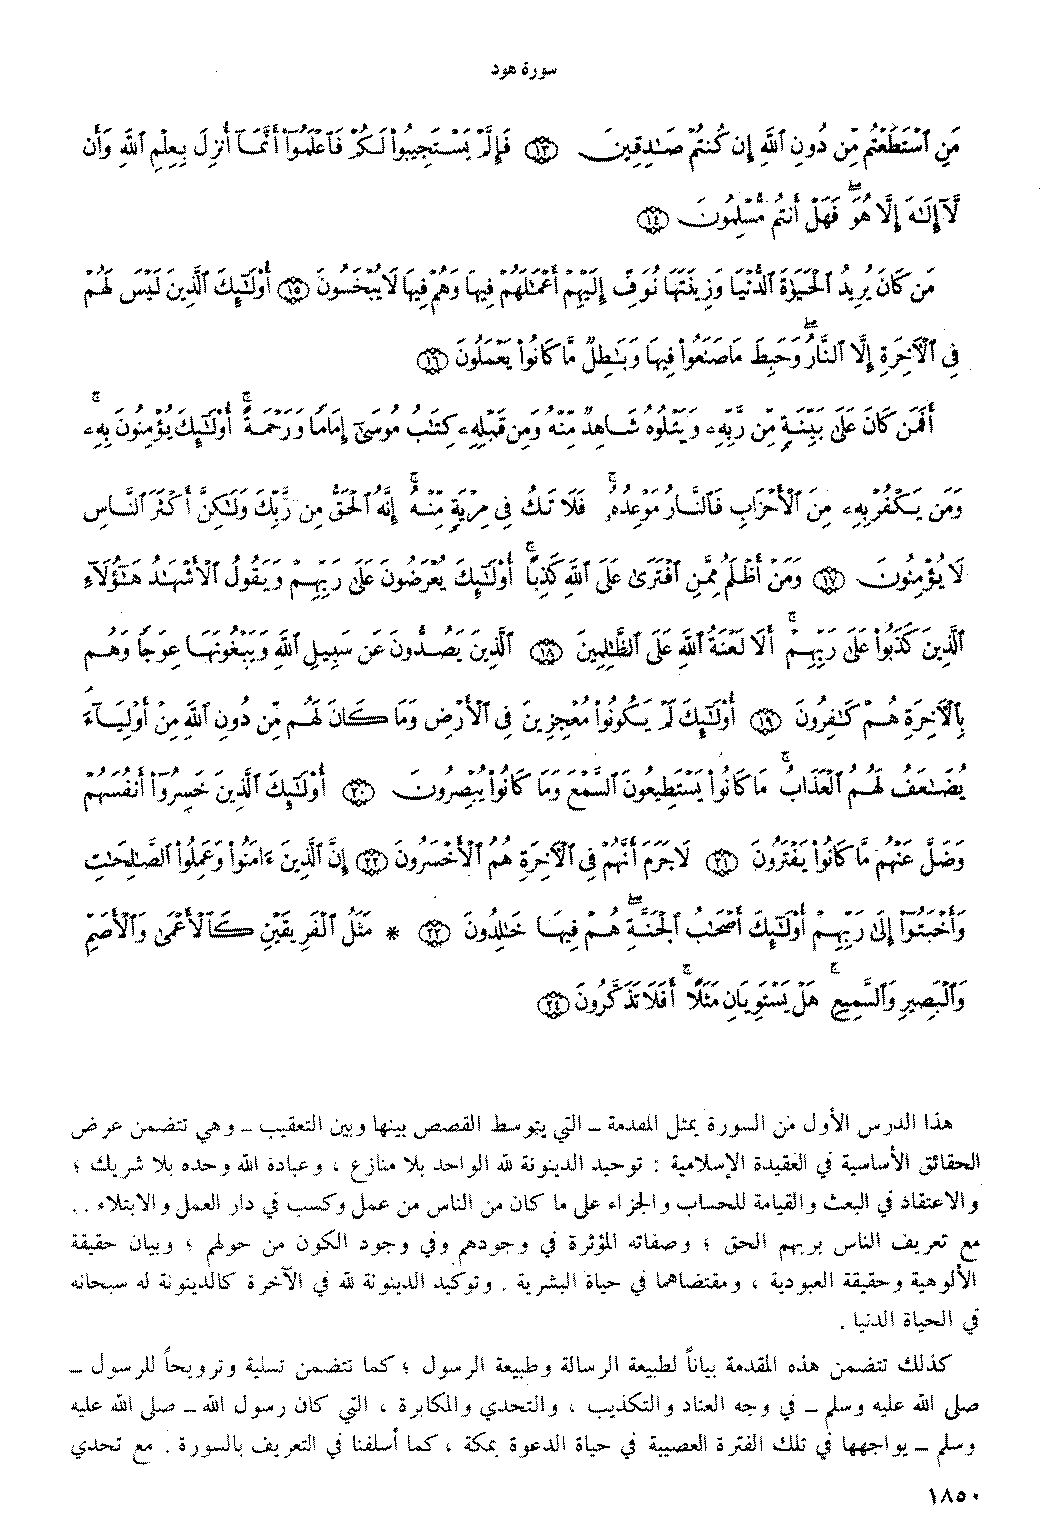 سورة هود
مَنِ ٱسْتَطَعْتُم مِّن دُونِ ٱللَّهِ إِن كُنتُمْ صَـٰدِقِينَ ﴿١٣﴾ فَإِلَّمْ يَسْتَجِيبُوا۟ لَكُمْ فَٱعْلَمُوٓا۟ أَنَّمَآ أُنزِلَ بِعِلْمِ ٱللَّهِ وَأَن
لَّآ إِلَـٰهَ إِلَّا هُوَ ۖ فَهَلْ أَنتُم مُّسْلِمُونَ ﴿١٤﴾
مَن كَانَ يُرِيدُ ٱلْحَيَوٰةَ ٱلدُّنْيَا وَزِينَتَهَا نُوَفِّ إِلَيْهِمْ أَعْمَـٰلَهُمْ فِيهَا وَهُمْ فِيهَا لَا يُبْخَسُونَ ﴿١٥﴾ أُو۟لَـٰٓئِكَ ٱلَّذِينَ لَيْسَ لَهُمْ
فِى ٱلْـَٔاخِرَةِ إِلَّا ٱلنَّارُ ۖ وَحَبِطَ مَا صَنَعُوا۟ فِيهَا وَبَـٰطِلٌ مَّا كَانُوا۟ يَعْمَلُونَ ﴿١٦﴾
أَفَمَن كَانَ عَلَىٰ بَيِّنَةٍ مِّن رَّبِّهِۦ وَيَتْلُوهُ شَاهِدٌ مِّنْهُ وَمِن قَبْلِهِۦ كِتَـٰبُ مُوسَىٰٓ إِمَامًا وَرَحْمَةً ۚ أُو۟لَـٰٓئِكَ يُؤْمِنُونَ بِهِۦ ۚ
وَمَن يَكْفُرْ بِهِۦ مِنَ ٱلْأَحْزَابِ فَٱلنَّارُ مَوْعِدُهُۥ ۚ فَلَا تَكُ فِى مِرْيَةٍ مِّنْهُ ۚ إِنَّهُ ٱلْحَقُّ مِن رَّبِّكَ وَلَـٰكِنَّ أَكْثَرَ ٱلنَّاسِ
لَا يُؤْمِنُونَ ﴿١٧﴾ وَمَنْ أَظْلَمُ مِمَّنِ ٱفْتَرَىٰ عَلَى ٱللَّهِ كَذِبًا ۚ أُو۟لَـٰٓئِكَ يُعْرَضُونَ عَلَىٰ رَبِّهِمْ وَيَقُولُ ٱلْأَشْهَـٰدُ هَـٰٓؤُلَآءِ
ٱلَّذِينَ كَذَبُوا۟ عَلَىٰ رَبِّهِمْ ۚ أَلَا لَعْنَةُ ٱللَّهِ عَلَى ٱلظَّـٰلِمِينَ ﴿١٨﴾ ٱلَّذِينَ يَصُدُّونَ عَن سَبِيلِ ٱللَّهِ وَيَبْغُونَهَا عِوَجًا وَهُم
بِٱلْـَٔاخِرَةِ هُمْ كَـٰفِرُونَ ﴿١٩﴾ أُو۟لَـٰٓئِكَ لَمْ يَكُونُوا۟ مُعْجِزِينَ فِى ٱلْأَرْضِ وَمَا كَانَ لَهُم مِّن دُونِ ٱللَّهِ مِنْ أَوْلِيَآءَ ۘ
يُضَـٰعَفُ لَهُمُ ٱلْعَذَابُ ۚ مَا كَانُوا۟ يَسْتَطِيعُونَ ٱلسَّمْعَ وَمَا كَانُوا۟ يُبْصِرُونَ ﴿٢٠﴾ أُو۟لَـٰٓئِكَ ٱلَّذِينَ خَسِرُوٓا۟ أَنفُسَهُمْ
وَضَلَّ عَنْهُم مَّا كَانُوا۟ يَفْتَرُونَ ﴿٢١﴾ لَا جَرَمَ أَنَّهُمْ فِى ٱلْـَٔاخِرَةِ هُمُ ٱلْأَخْسَرُونَ ﴿٢٢﴾ إِنَّ ٱلَّذِينَ ءَامَنُوا۟ وَعَمِلُوا۟ ٱلصَّـٰلِحَـٰتِ
وَأَخْبَتُوٓا۟ إِلَىٰ رَبِّهِمْ أُو۟لَـٰٓئِكَ أَصْحَـٰبُ ٱلْجَنَّةِ ۖ هُمْ فِيهَا خَـٰلِدُونَ ﴿٢٣﴾ * مَثَلُ ٱلْفَرِيقَيْنِ كَٱلْأَعْمَىٰ وَٱلْأَصَمِّ
وَٱلْبَصِيرِ وَٱلسَّمِيعِ ۚ هَلْ يَسْتَوِيَانِ مَثَلًا ۚ أَفَلَا تَذَكَّرُونَ ﴿٢٤﴾
هذا الدرس الأول من السورة يمثل المقدمة – التي يتوسط القصص بينها وبين التعقيب – وهي تتضمن عرض
الحقائق الأساسية في العقيدة الإسلامية : توحيد الدينونة لله الواحد بلا منازع ، وعبادة الله وحده بلا شريك ؛
والاعتقاد في البعث والقيامة للحساب والجزاء على ما كان من الناس من عمل وكسب في دار العمل والابتلاء ..
مع تعريف الناس بربهم الحق ؛ وصفاته المؤثرة في وجودهم وفي وجود الكون من حولهم ؛ وبيان حقيقة
الألوهية وحقيقة العبودية ، ومقتضاهما في حياة البشرية . وتوكيد الدينونة لله في الآخرة كالدينونة له سبحانه
في الحياة الدنيا .
كذلك تتضمن هذه المقدمة بياناً لطبيعة الرسالة وطبيعة الرسول ؛ كما تتضمن تسلية وترويحاً للرسول –
صلى الله عليه وسلم – في وجه العناد والتكذيب ، والتحدي والمكابرة ، التي كان رسول الله – صلى الله عليه
وسلم – يواجهها في تلك الفترة العصيبة في حياة الدعوة بمكة ، كما أسلفنا في التعريف بالسورة . مع تحدي
١٨٥٠